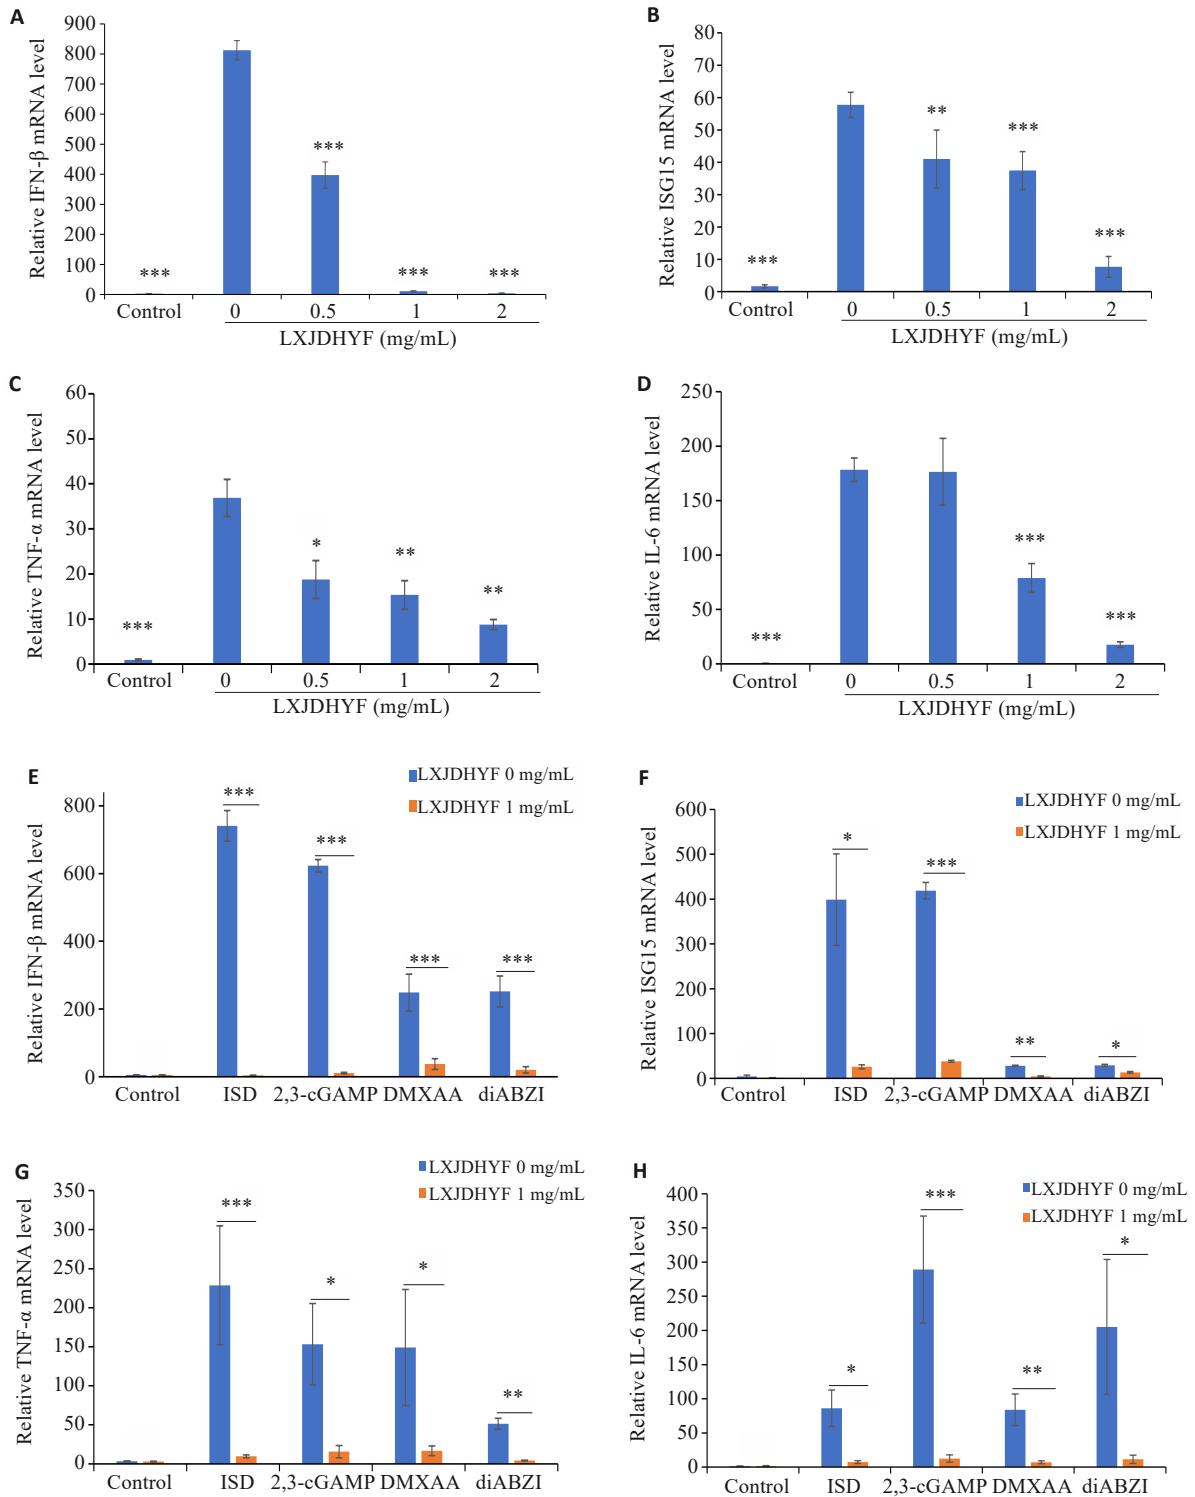 A
Relative IFN-β mRNA level
900
800
700
600
500
400
300
200
100
0
***
***
***
***
Control
0
0.5
1
2
LXJDHYF (mg/mL)
B
Relative ISG15 mRNA level
80
70
60
50
40
30
20
10
0
***
**
***
***
Control
0
0.5
1
2
LXJDHYF (mg/mL)
C
Relative TNF-α mRNA level
60
50
40
30
20
10
0
***
*
**
**
Control
0
0.5
1
2
LXJDHYF (mg/mL)
D
Relative IL-6 mRNA level
250
200
150
100
50
0
***
***
***
Control
0
0.5
1
2
LXJDHYF (mg/mL)
E
LXJDHYF 0 mg/mL
LXJDHYF 1 mg/mL
Relative IFN-β mRNA level
800
600
400
200
0
***
***
***
***
Control
ISD
2,3-cGAMP
DMXAA
diABZI
F
LXJDHYF 0 mg/mL
LXJDHYF 1 mg/mL
Relative ISG15 mRNA level
600
500
400
300
200
100
0
*
***
**
*
Control
ISD
2,3-cGAMP
DMXAA
diABZI
G
LXJDHYF 0 mg/mL
LXJDHYF 1 mg/mL
Relative TNF-α mRNA level
350
300
250
200
150
100
50
0
***
*
*
**
Control
ISD
2,3-cGAMP
DMXAA
diABZI
H
LXJDHYF 0 mg/mL
LXJDHYF 1 mg/mL
Relative IL-6 mRNA level
400
350
300
250
200
150
100
50
0
*
***
**
*
Control
ISD
2,3-cGAMP
DMXAA
diABZI